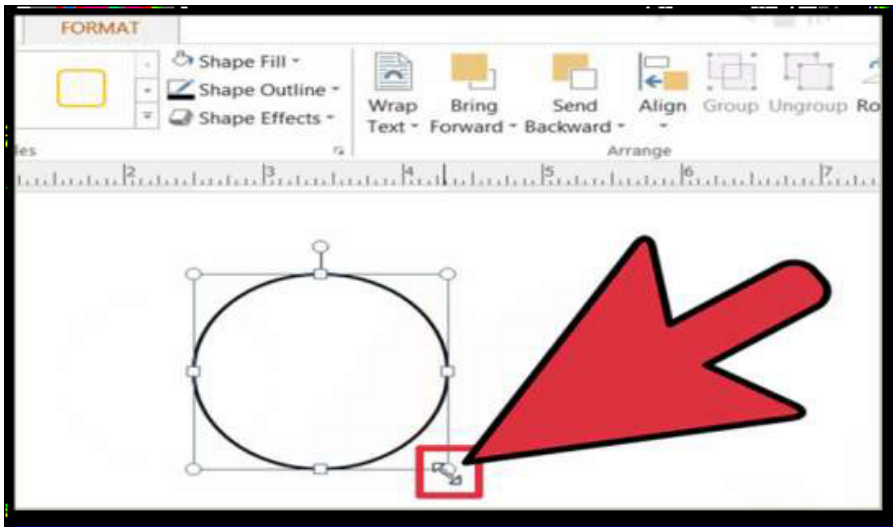 FORMAT
Shape Fill
Shape Outline
Shape Effects
Wrap Text
Bring Forward
Send Backward
Align
Group
Ungroup
Ro
les
Arrange
2 3 4 5 6 7